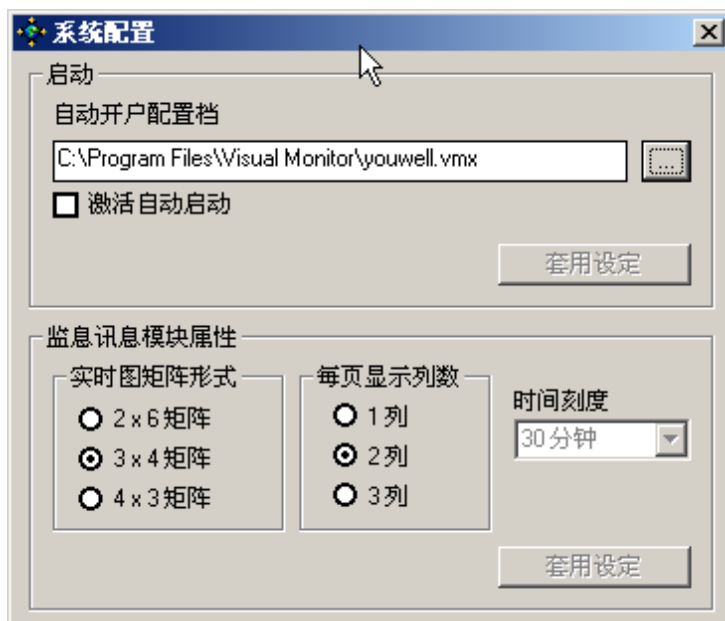 系统配置
启动
自动开户配置档
C:\Program Files\Visual Monitor\youwell.vmx
...
激活自动启动
套用设定
监息讯息模块属性
实时图矩阵形式
2 x 6 矩阵
3 x 4 矩阵
4 x 3 矩阵
每页显示列数
1 列
2 列
3 列
时间刻度
30 分钟
套用设定